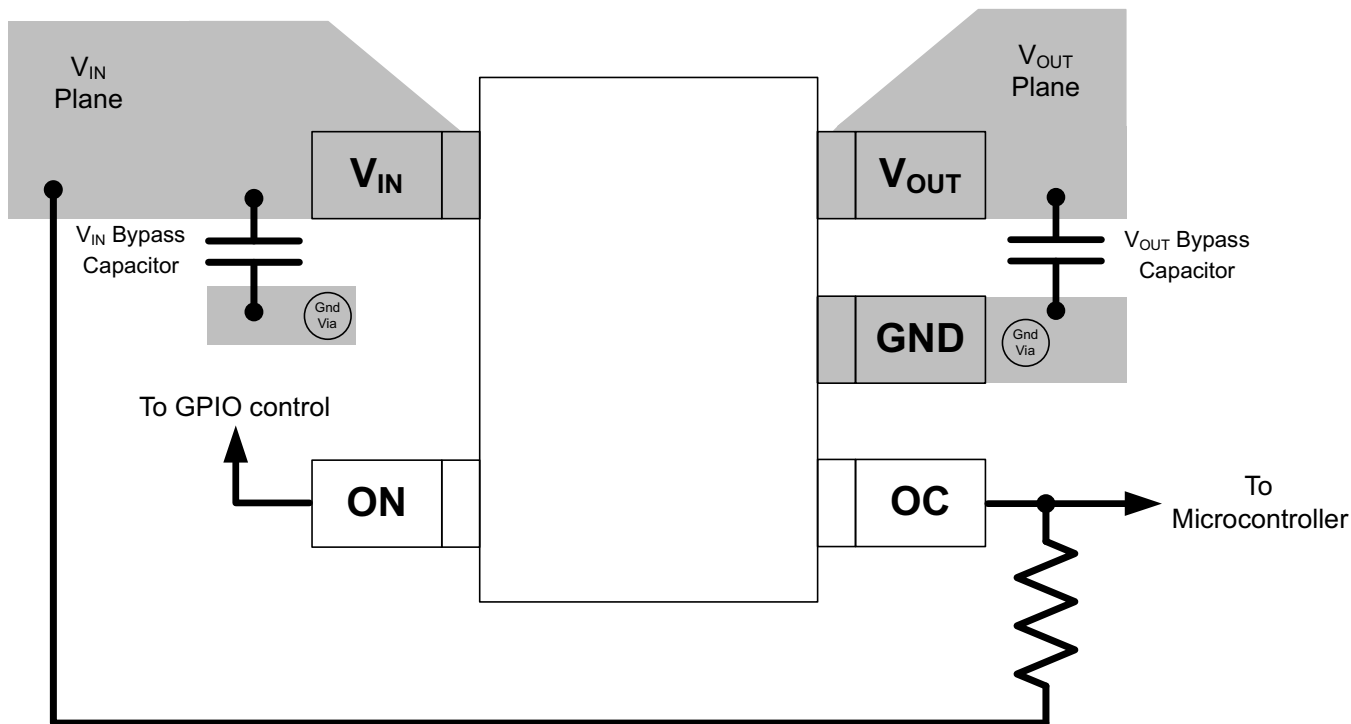 VIN
Plane
VOUT
Plane
VIN
VOUT
VIN Bypass
Capacitor
VOUT Bypass
Capacitor
Gnd
Via
GND
Gnd
Via
To GPIO control
ON
OC
To
Microcontroller